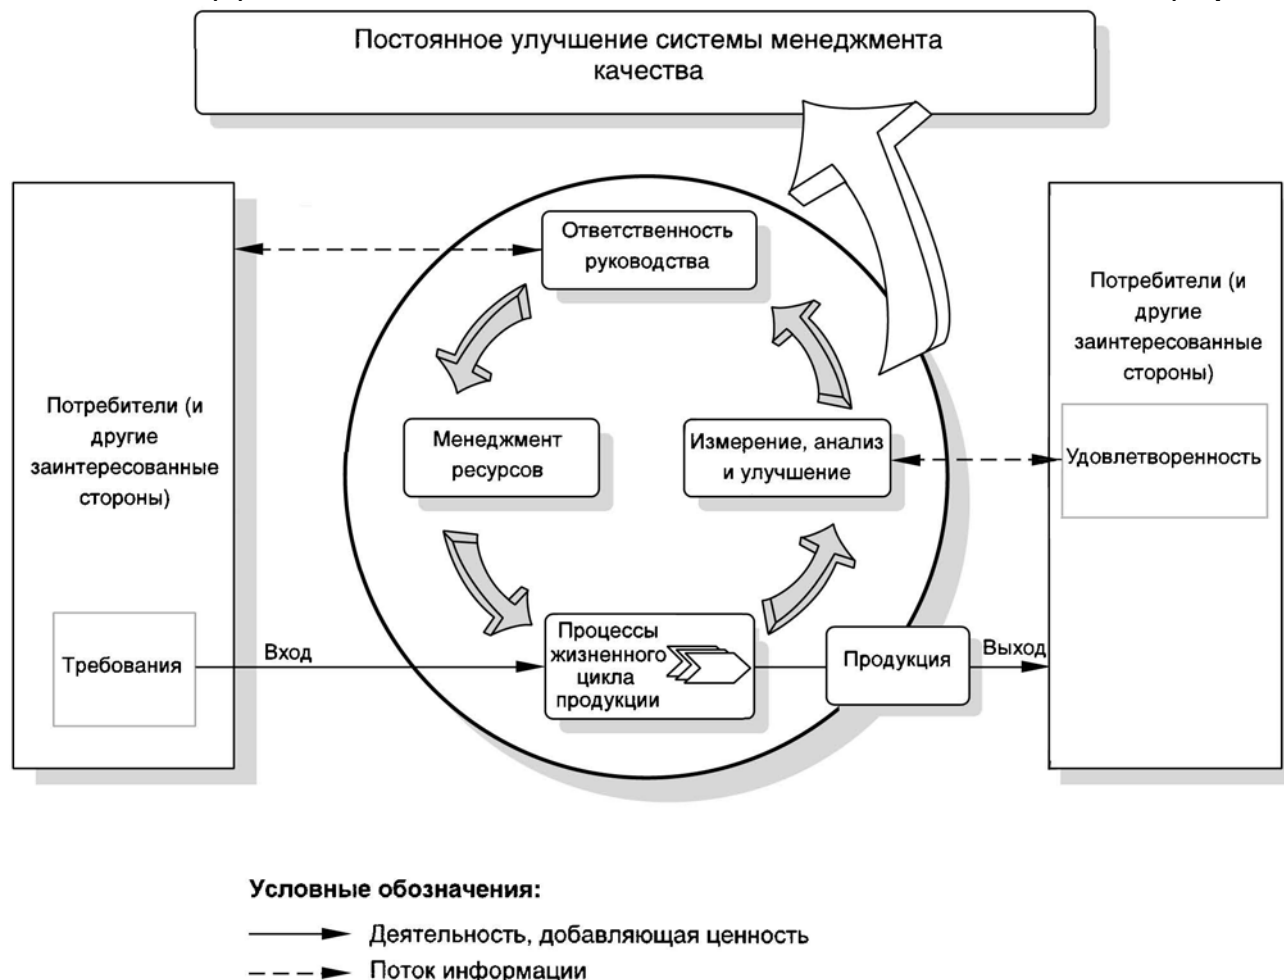 Постоянное улучшение системы менеджмента
качества
Ответственность
руководства
Потребители (и
другие
заинтересованные
стороны)
Потребители (и
другие
заинтересованные
стороны)
Менеджмент
ресурсов
Измерение, анализ
и улучшение
Удовлетворенность
Требования
Вход
Процессы
жизненного
цикла
продукции
Продукция
Выход
Условные обозначения:
Деятельность, добавляющая ценность
Поток информации